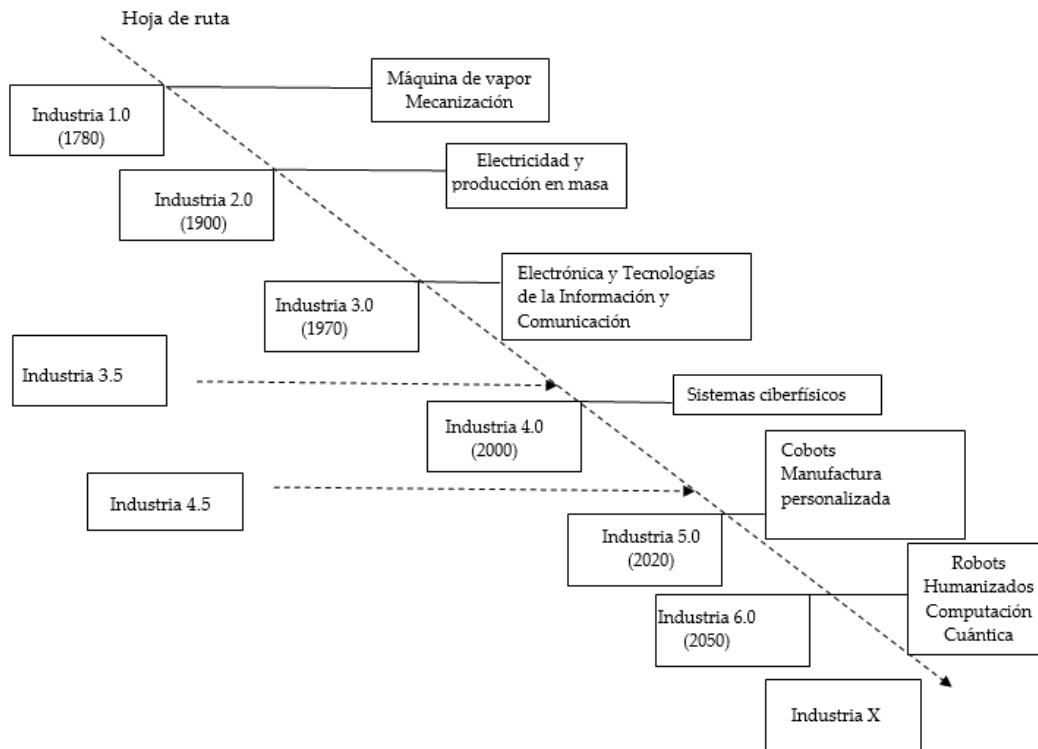 Hoja de ruta
Máquina de vapor
Mecanización
Industria 1.0
(1780)
Electricidad y
producción en masa
Industria 2.0
(1900)
Electrónica y Tecnologías
de la Información y
Comunicación
Industria 3.0
(1970)
Industria 3.5
Sistemas ciberfísicos
Industria 4.0
(2000)
Cobots
Manufactura
personalizada
Industria 4.5
Industria 5.0
(2020)
Robots
Humanizados
Computación
Cuántica
Industria 6.0
(2050)
Industria X